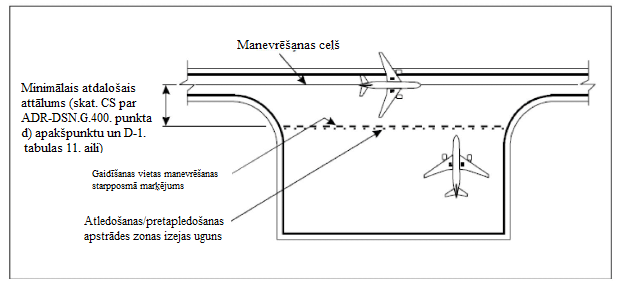 Manevrēšanas ceļš
Minimālais atdalošais
attālums (skat. CS par
ADR-DSN.G.400. punkta
d) apakšpunktu un D-1.
tabulas 11. aili)
Gaidīšanas vietas manevrēšanas
starpposmā marķējums
Atledošanas/pretapledošanas
apstrādes zonas izejas uguns